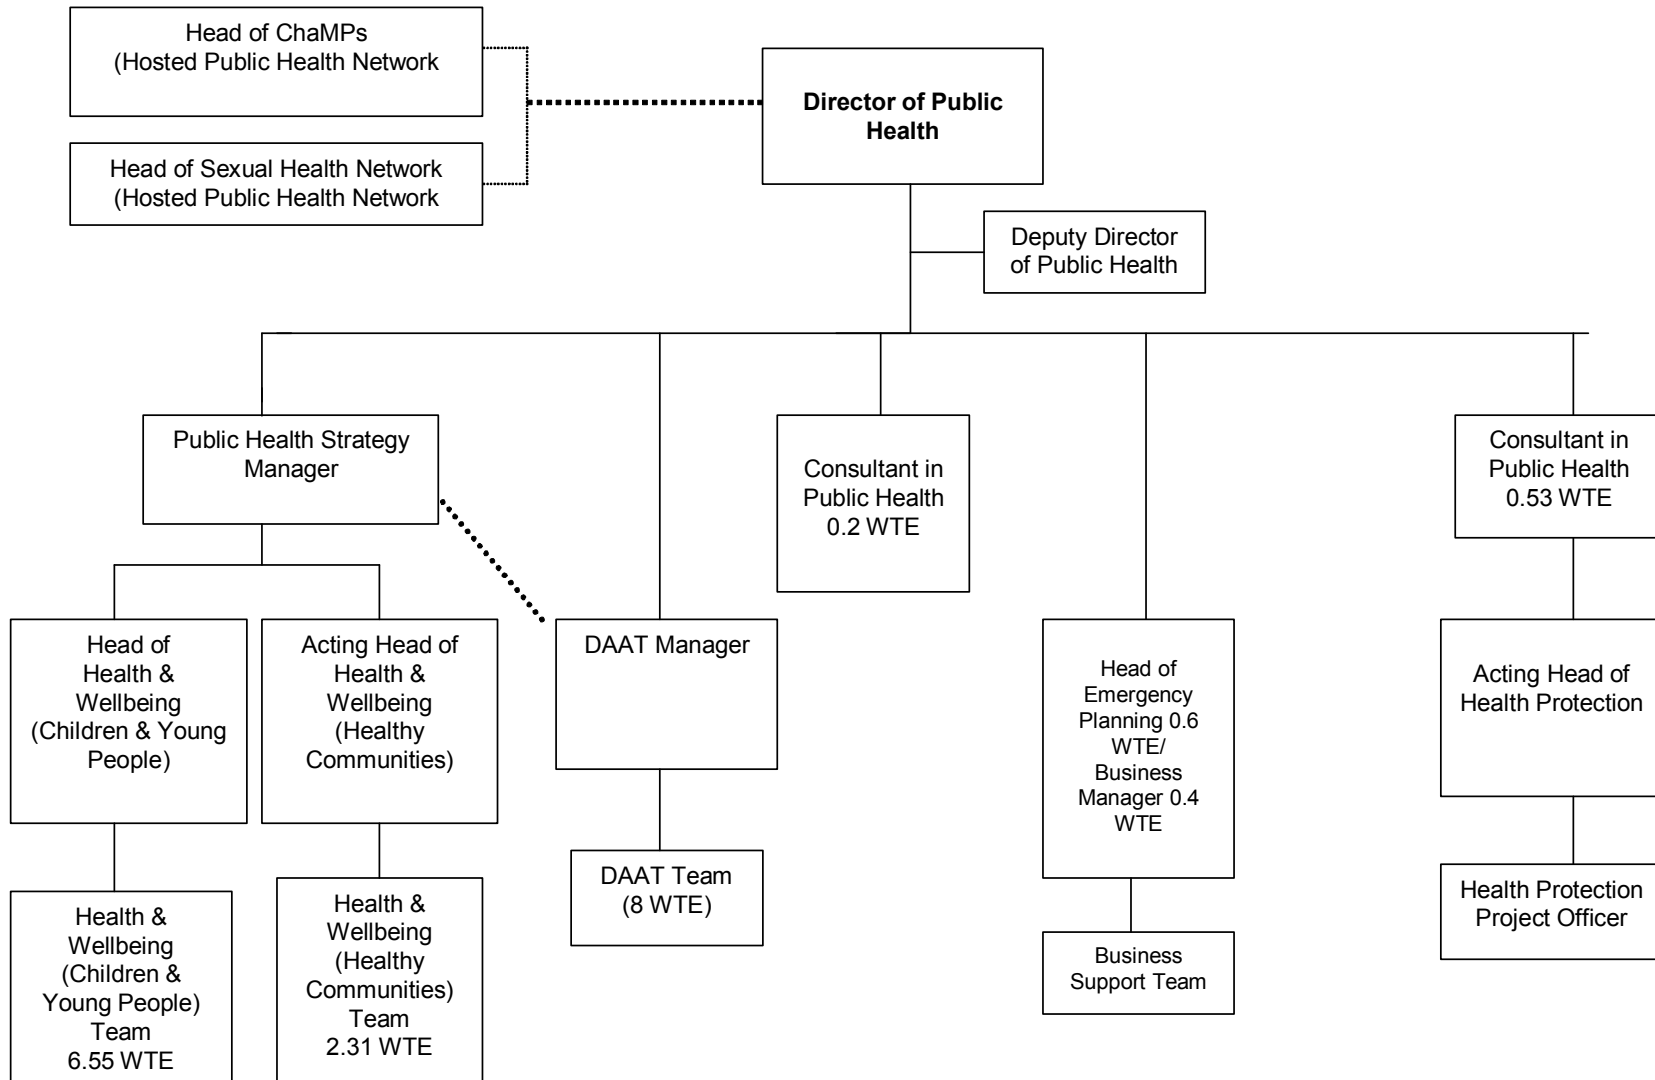 Head of ChaMPs
(Hosted Public Health Network
Director of Public
Health
Head of Sexual Health Network
(Hosted Public Health Network
Deputy Director
of Public Health
Public Health Strategy
Manager
Consultant in
Public Health
0.2 WTE
Consultant in
Public Health
0.53 WTE
Head of
Health &
Wellbeing
(Children & Young
People)
Acting Head of
Health &
Wellbeing
(Healthy
Communities)
DAAT Manager
Head of
Emergency
Planning 0.6
WTE/
Business
Manager 0.4
WTE
Acting Head of
Health Protection
Health &
Wellbeing
(Children &
Young People)
Team
6.55 WTE
Health &
Wellbeing
(Healthy
Communities)
Team
2.31 WTE
DAAT Team
(8 WTE)
Business
Support Team
Health Protection
Project Officer